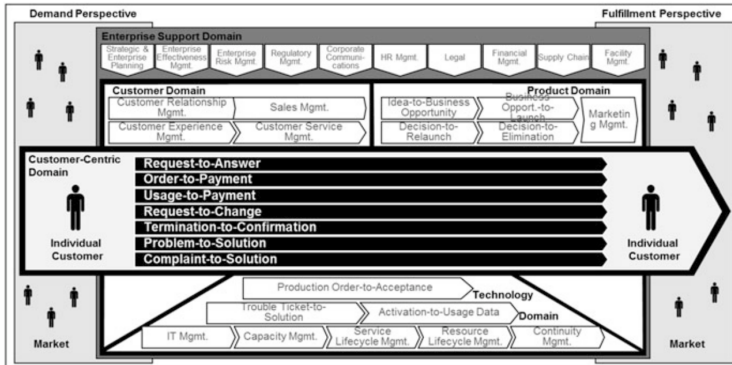 Demand Perspective
Fulfillment Perspective
Enterprise Support Domain
Strategic &
Enterprise
Planning
Enterprise
Effectiveness
Mgmt.
Enterprise
Risk Mgmt.
Regulatory
Mgmt.
Corporate
Communi-
cations
HR Mgmt.
Legal
Financial
Mgmt.
Supply Chain
Facility
Mgmt.
Customer Domain
Customer Relationship
Mgmt.
Sales Mgmt.
Customer Experience
Mgmt.
Customer Service
Mgmt.
Product Domain
Idea-to-Business
Opportunity
Business
Opport.-to-
Launch
Decision-to-
Relaunch
Decision-to-
Elimination
Marketin
g Mgmt.
Customer-Centric
Domain
Individual
Customer
Request-to-Answer
Order-to-Payment
Usage-to-Payment
Request-to-Change
Termination-to-Confirmation
Problem-to-Solution
Complaint-to-Solution
Individual
Customer
Production Order-to-Acceptance
Technology
Domain
Trouble Ticket-to-
Solution
Activation-to-Usage Data
IT Mgmt.
Capacity Mgmt.
Service
Lifecycle Mgmt.
Resource
Lifecycle Mgmt.
Continuity
Mgmt.
Market
Market